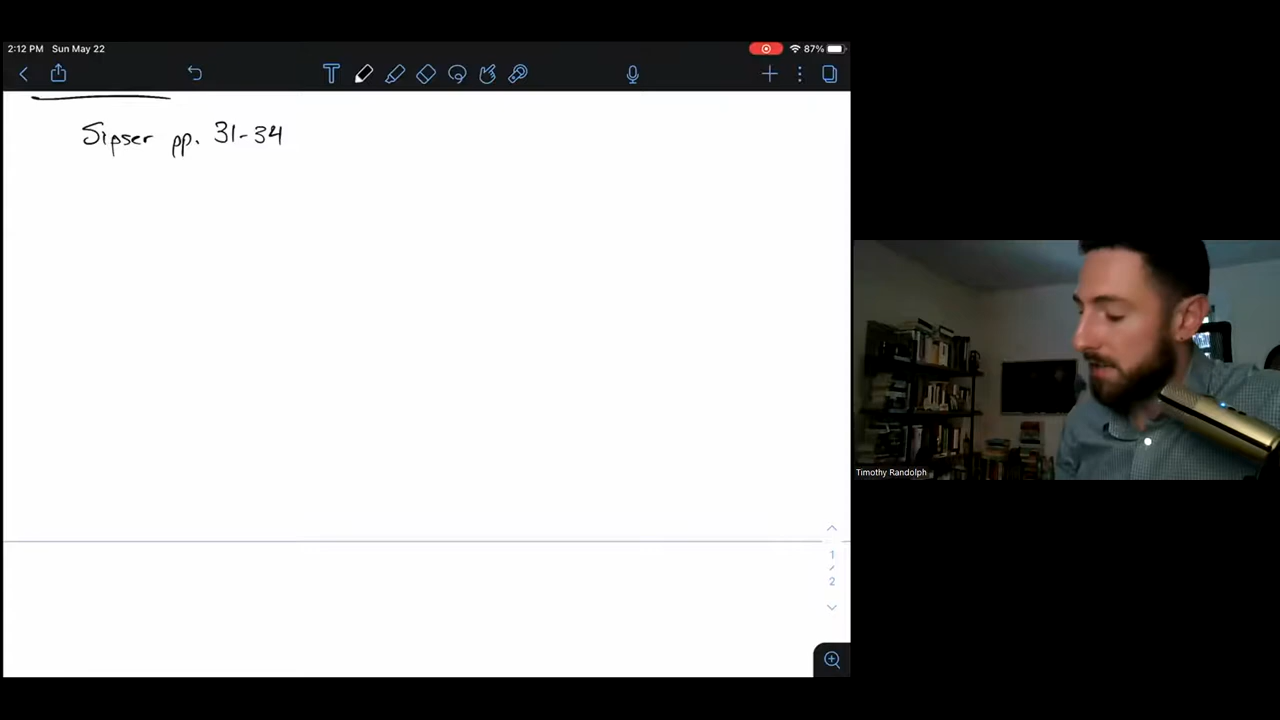 2:12 PM Sun May 22
87%
Sipser pp. 31-34
Timothy Randolph
1
2